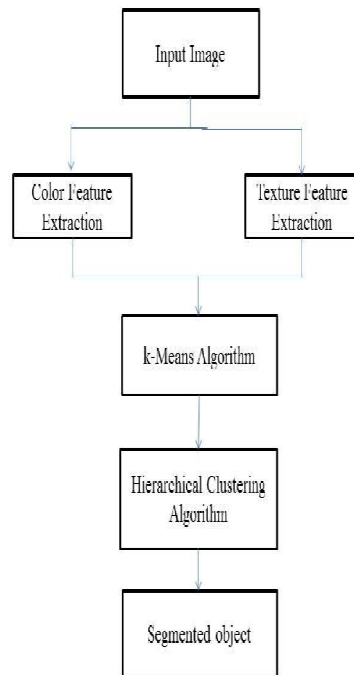 Input Image
Color Feature
Extraction
Texture Feature
Extraction
k-Means Algorithm
Hierarchical Clustering
Algorithm
Segmented object